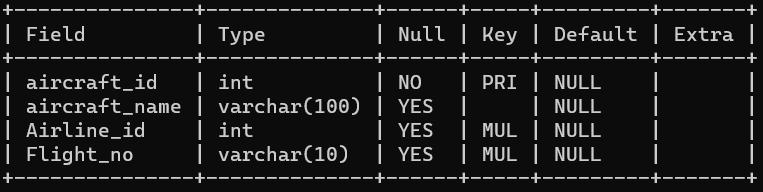 +---------------+--------------+------+-----+---------+-------+
| Field         | Type         | Null | Key | Default | Extra |
+---------------+--------------+------+-----+---------+-------+
| aircraft_id   | int          | NO   | PRI | NULL    |       |
| aircraft_name | varchar(100) | YES  |     | NULL    |       |
| Airline_id    | int          | YES  | MUL | NULL    |       |
| Flight_no     | varchar(10)  | YES  | MUL | NULL    |       |
+---------------+--------------+------+-----+---------+-------+